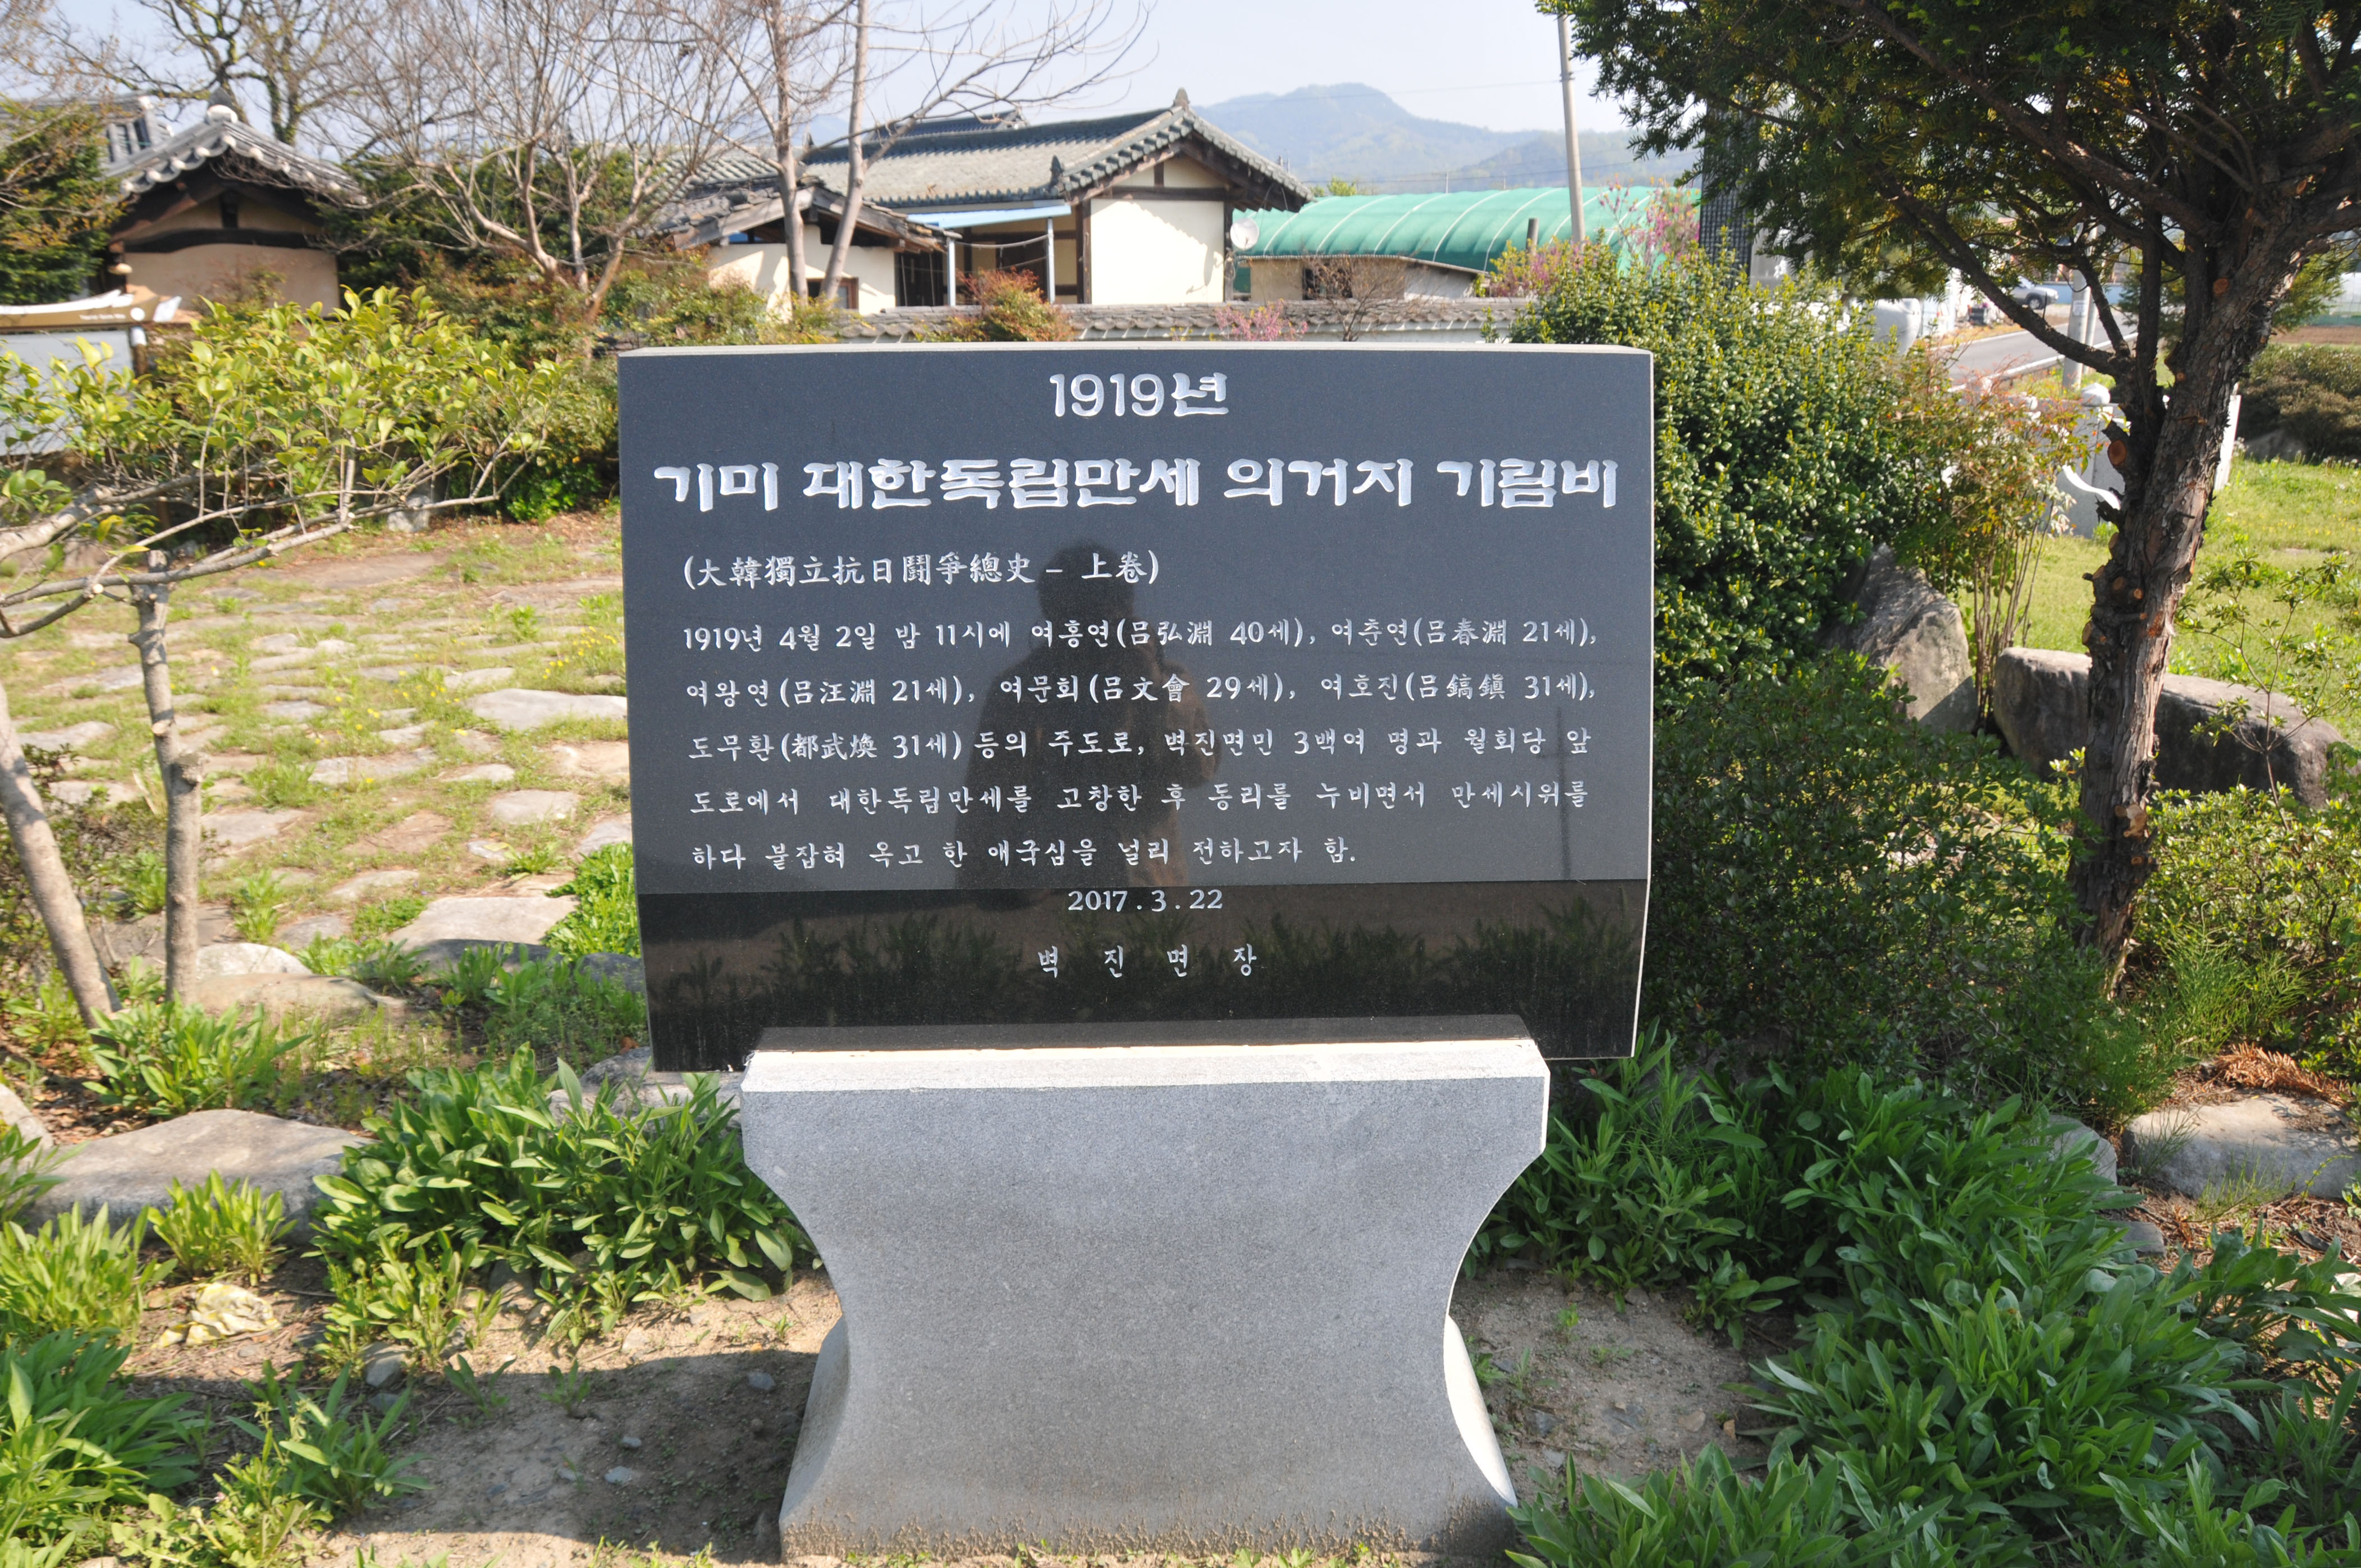 1919년
기미 대한독립만세 의거지 기림비
(大韓獨立抗日鬪爭總史 - 上卷)
1919년 4월 2일 밤 11시에 여홍연(呂弘淵 40세), 여춘연(呂春淵 21세),
여왕연(呂汪淵 21세), 여문회(呂文會 29세), 여호진(呂鎬鎭 31세),
도무환(都武煥 31세) 등의 주도로, 벽진면민 3백여 명과 월회당 앞
도로에서 대한독립만세를 고창한 후 동리를 누비면서 만세시위를
하다 붙잡혀 옥고 한 애국심을 널리 전하고자 함.
2017.3.22
벽 진 면 장